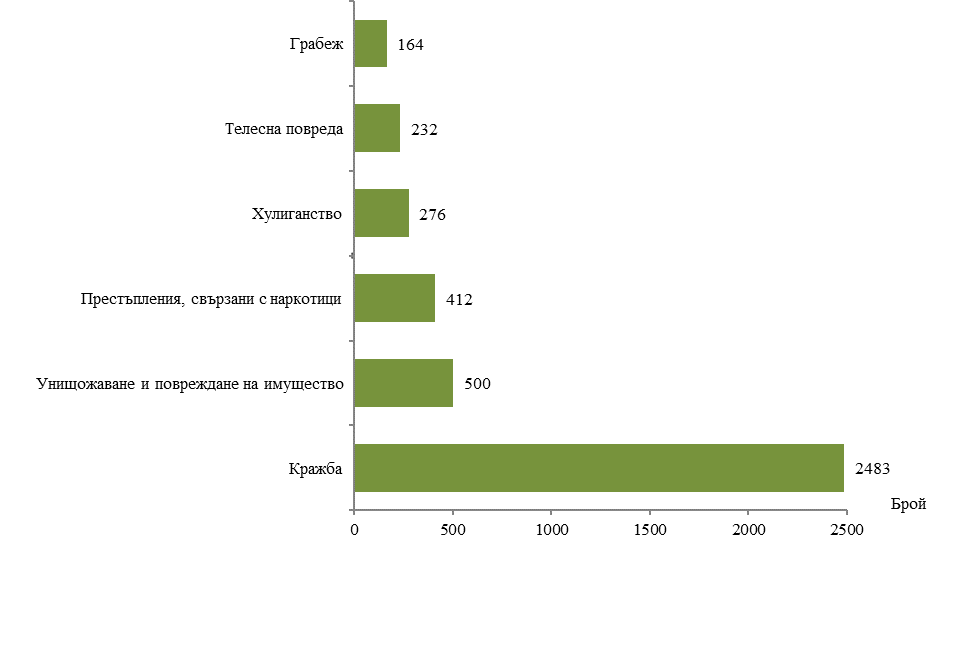 Грабеж 164
Телесна повреда 232
Хулиганство 276
Престъпления, свързани с наркотици 412
Унищожаване и повреждане на имущество 500
Кражба 2483
Брой
0 500 1000 1500 2000 2500